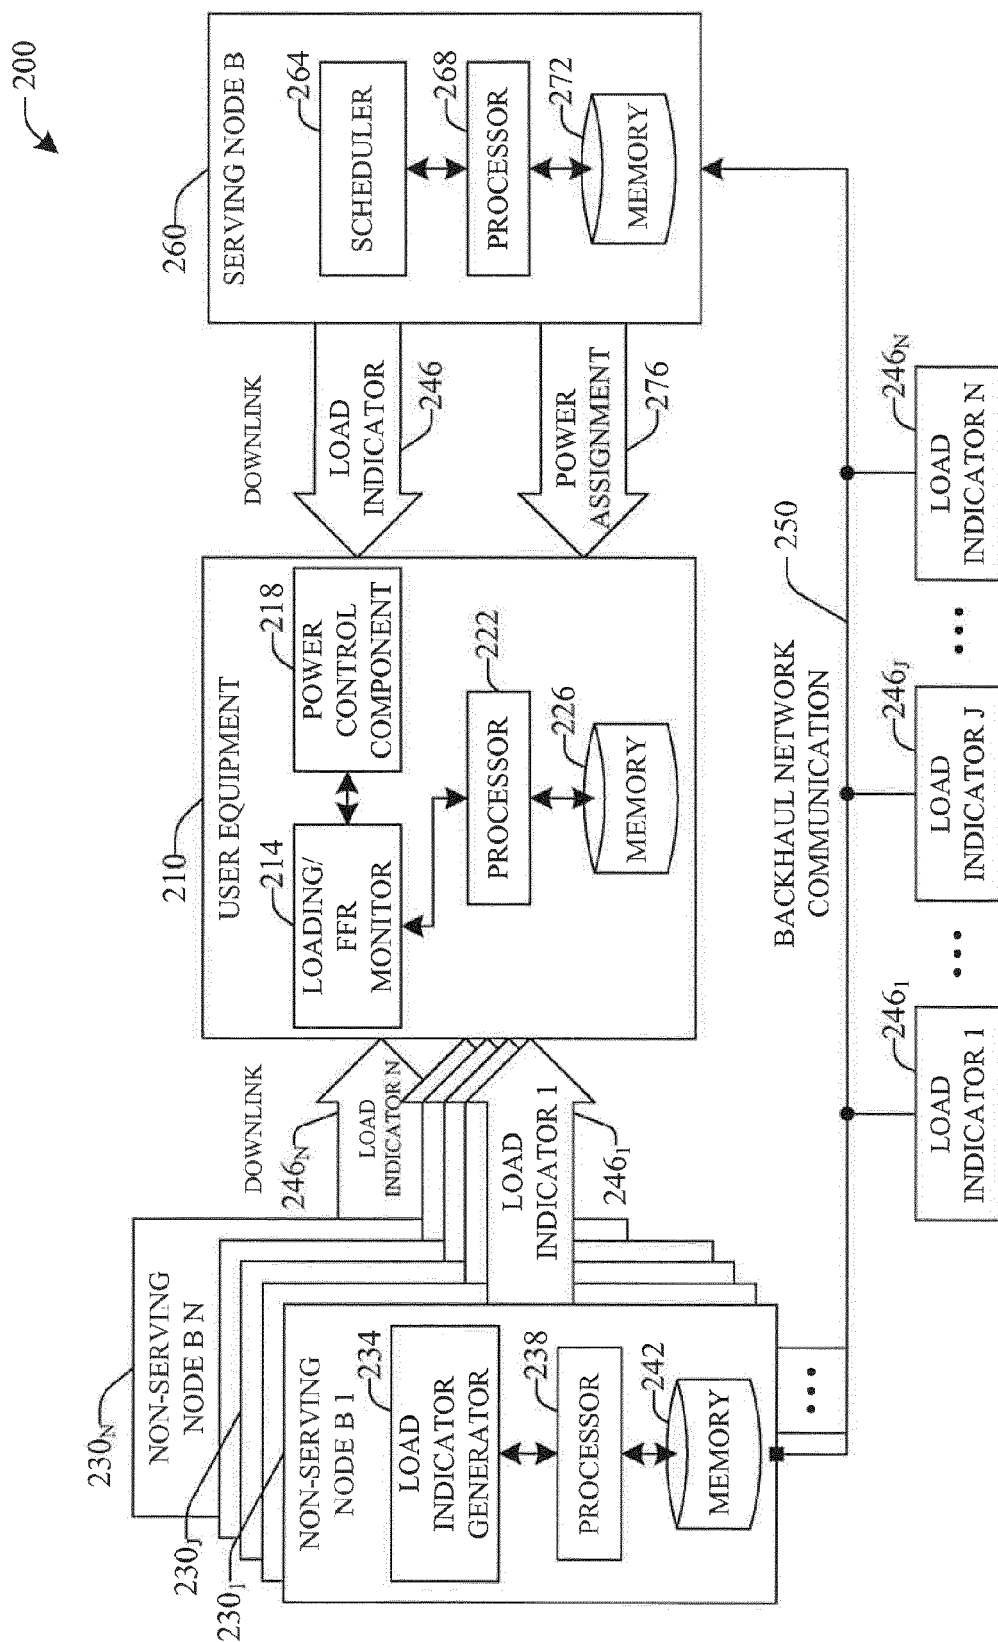 200
260
SERVING NODE B
264
SCHEDULER
268
PROCESSOR
272
MEMORY
DOWNLINK
LOAD
INDICATOR
246
POWER
ASSIGNMENT
276
210
USER EQUIPMENT
214
LOADING/
FFR
MONITOR
218
POWER
CONTROL
COMPONENT
222
PROCESSOR
226
MEMORY
DOWNLINK
246N
LOAD
INDICATOR N
LOAD
INDICATOR 1
2461
230N
NON-SERVING
NODE B N
230J
2301
NON-SERVING
NODE B 1
234
LOAD
INDICATOR
GENERATOR
238
PROCESSOR
242
MEMORY
...
BACKHAUL NETWORK
COMMUNICATION
250
2461
LOAD
INDICATOR 1
...
246J
LOAD
INDICATOR J
...
246N
LOAD
INDICATOR N